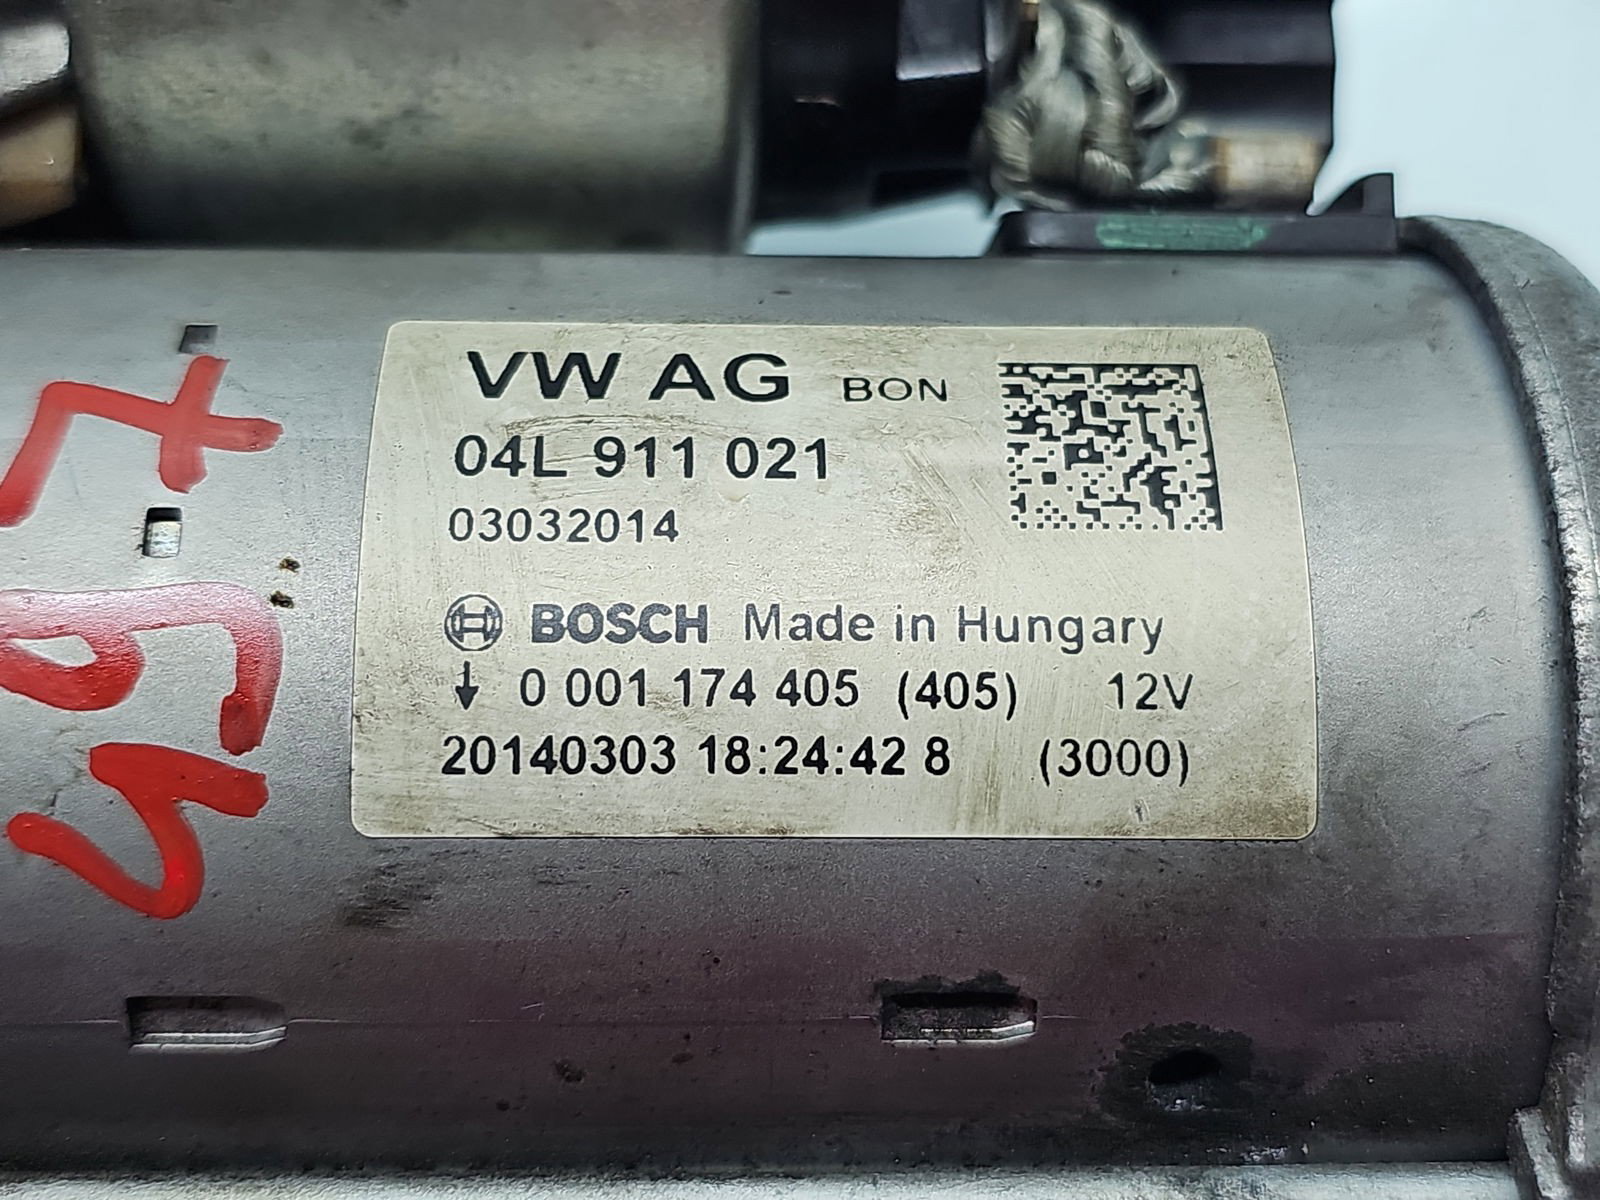 VW AG BON
04L 911 021
03032014
BOSCH Made in Hungary
0 001 174 405 (405) 12V
20140303 18:24:42 8 (3000)